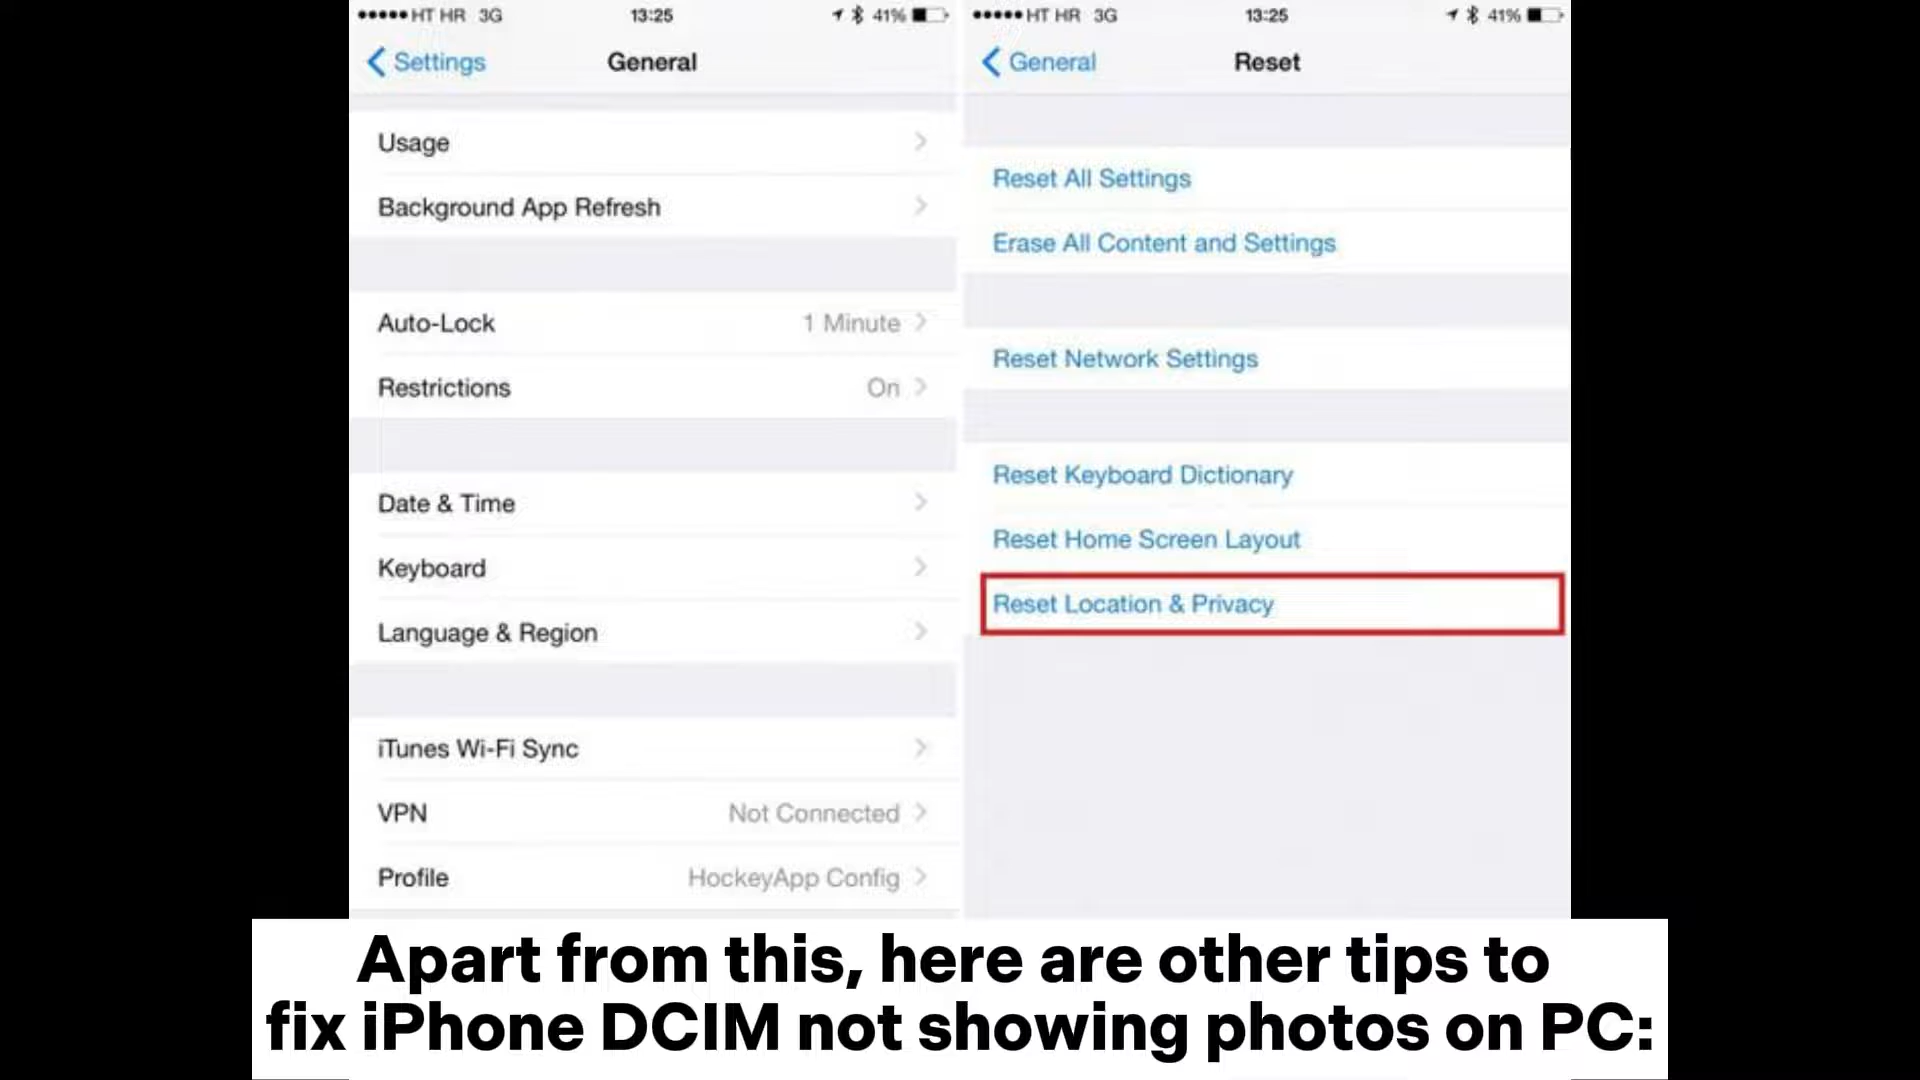 HT HR 3G 13:25 41%
Settings General
Usage
Background App Refresh
Auto-Lock 1 Minute
Restrictions On
Date & Time
Keyboard
Language & Region
iTunes Wi-Fi Sync
VPN Not Connected
Profile HockeyApp Config
HT HR 3G 13:25 41%
General Reset
Reset All Settings
Erase All Content and Settings
Reset Network Settings
Reset Keyboard Dictionary
Reset Home Screen Layout
Reset Location & Privacy
Apart from this, here are other tips to
fix iPhone DCIM not showing photos on PC: